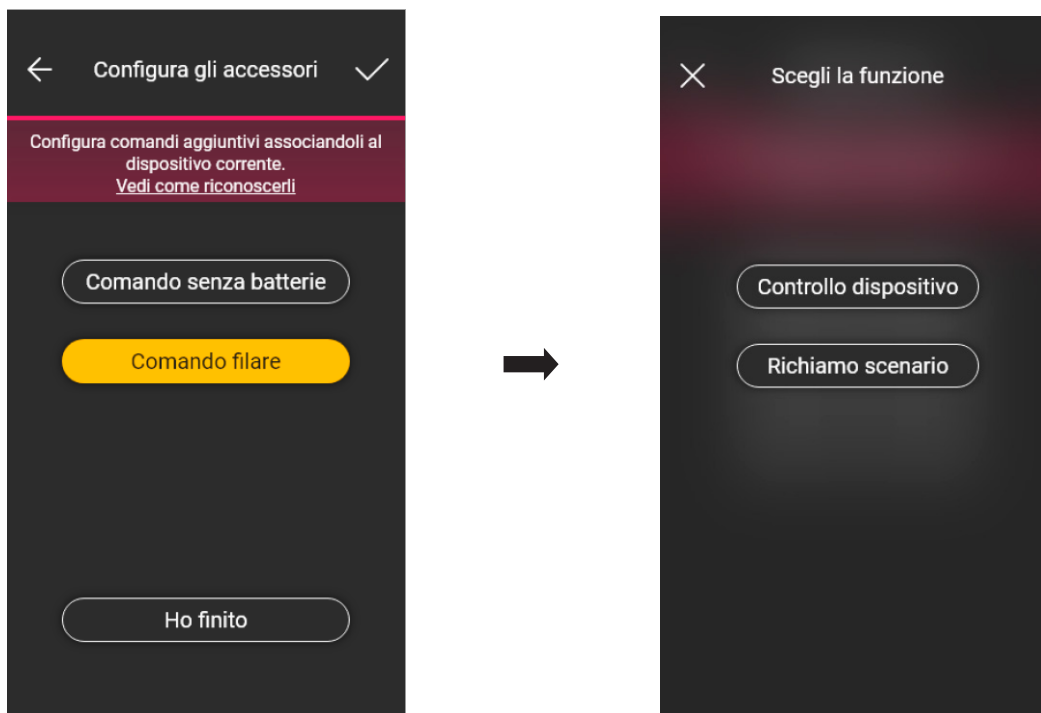 Configura gli accessori
Configura comandi aggiuntivi associandoli al
dispositivo corrente.
Vedi come riconoscerli
Comando senza batterie
Comando filare
Ho finito
Scegli la funzione
Controllo dispositivo
Richiamo scenario